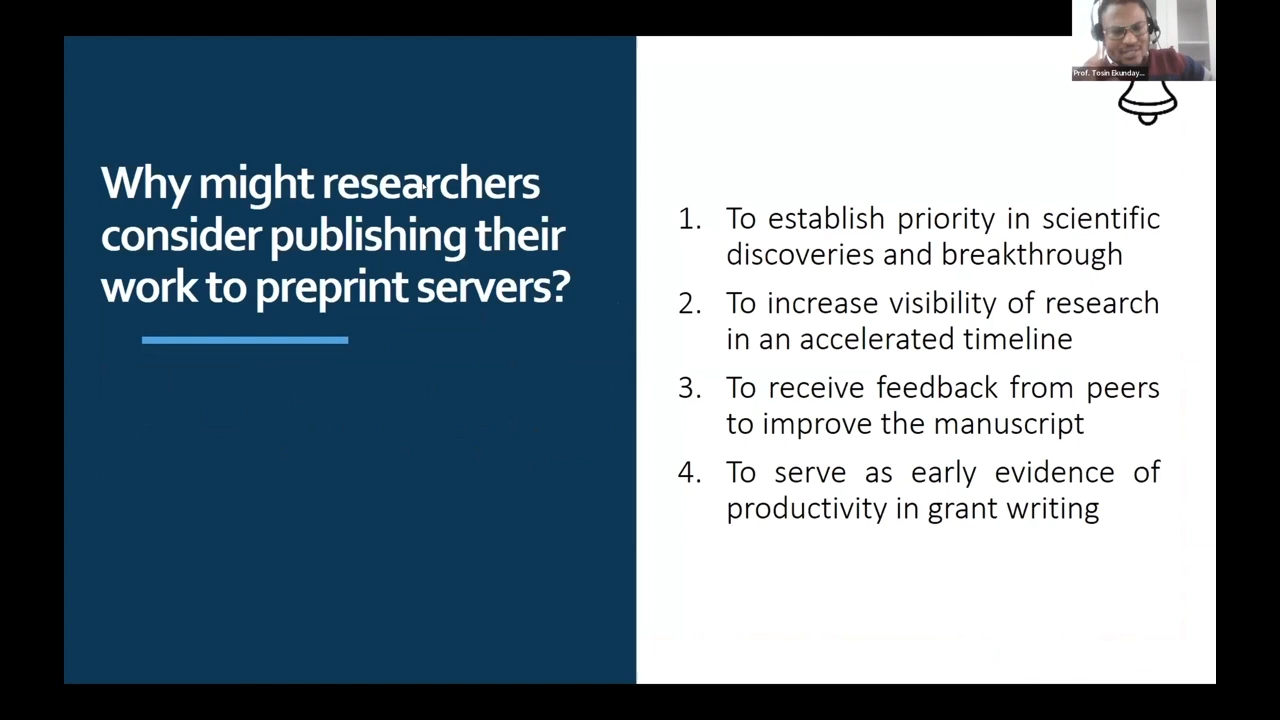 Prof. Tosin Ekunday...
Why might researchers
consider publishing their
work to preprint servers?
1. To establish priority in scientific
discoveries and breakthrough
2. To increase visibility of research
in an accelerated timeline
3. To receive feedback from peers
to improve the manuscript
4. To serve as early evidence of
productivity in grant writing